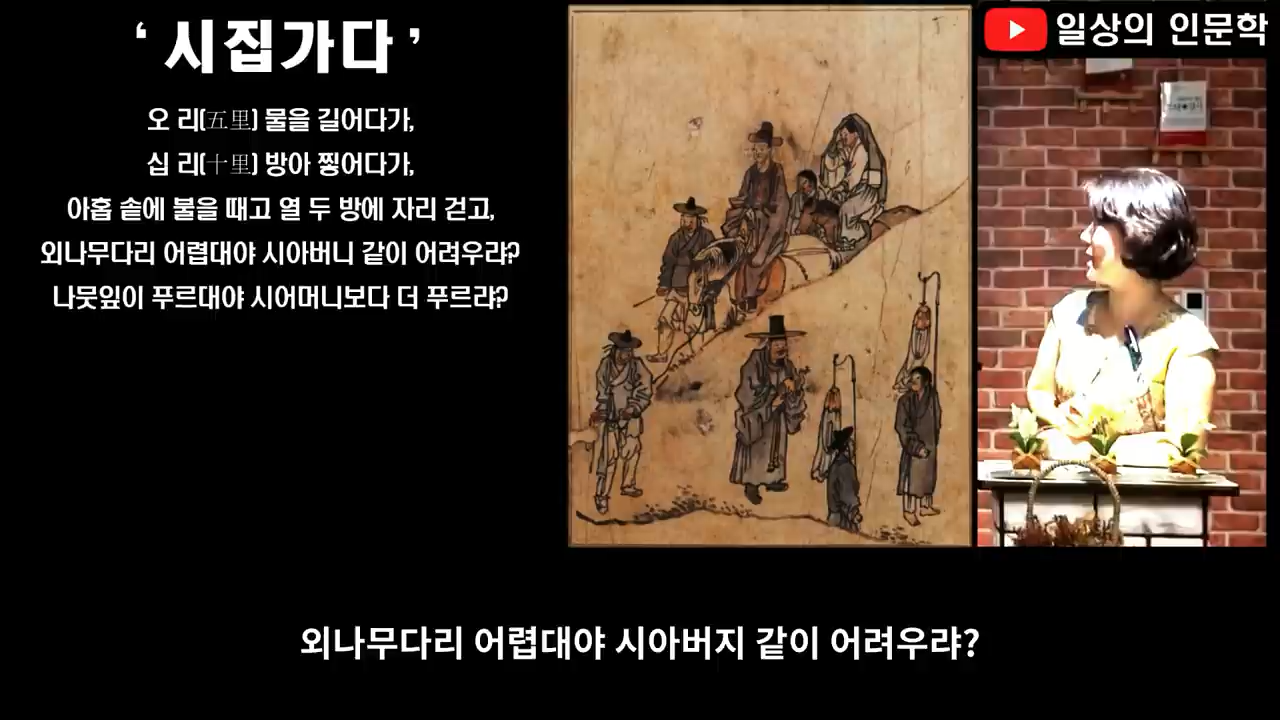 ‘ 시집가다 ’
오 리(五里) 물을 길어다가,
십 리(十里) 방아 찧어다가,
아홉 솥에 불을 때고 열 두 방에 자리 걷고,
외나무다리 어렵대야 시아버니 같이 어려우랴?
나뭇잎이 푸르대야 시어머니보다 더 푸르랴?
일상의 인문학
외나무다리 어렵대야 시아버지 같이 어려우랴?